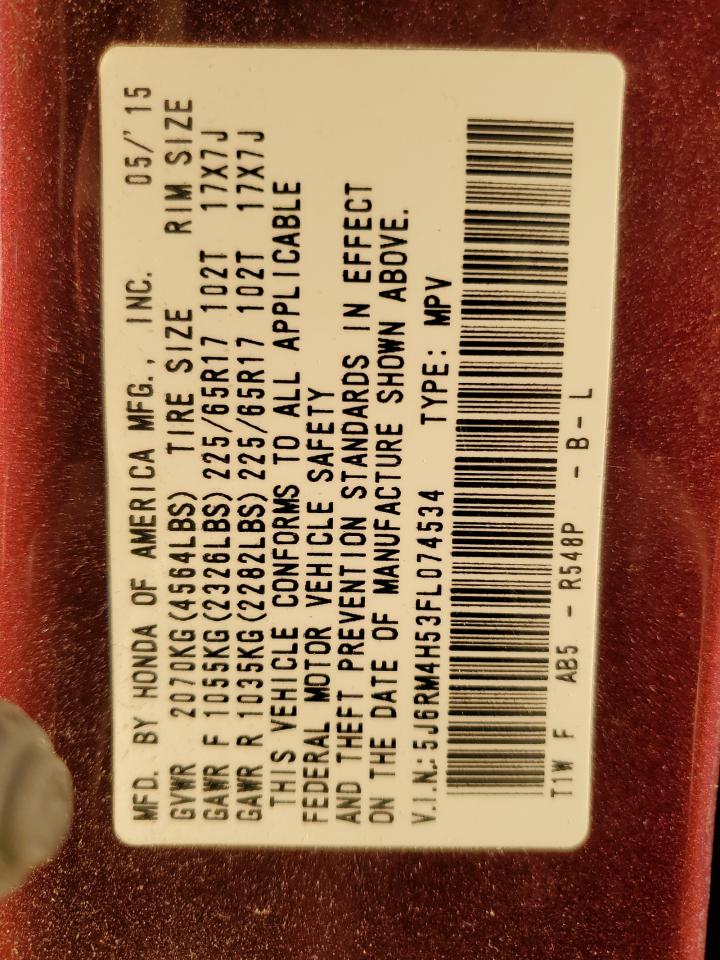 MFD. BY HONDA OF AMERICA MFG., INC. 05/'15
GVWR 2070KG(4564LBS) TIRE SIZE RIM SIZE
GAWR F 1055KG(2326LBS) 225/65R17 102T 17X7J
GAWR R 1035KG(2282LBS) 225/65R17 102T 17X7J
THIS VEHICLE CONFORMS TO ALL APPLICABLE
FEDERAL MOTOR VEHICLE SAFETY
AND THEFT PREVENTION STANDARDS IN EFFECT
ON THE DATE OF MANUFACTURE SHOWN ABOVE.
V.I.N.:5J6RM4H53FL074534 TYPE: MPV
T1W F AB5 - R548P - B - L